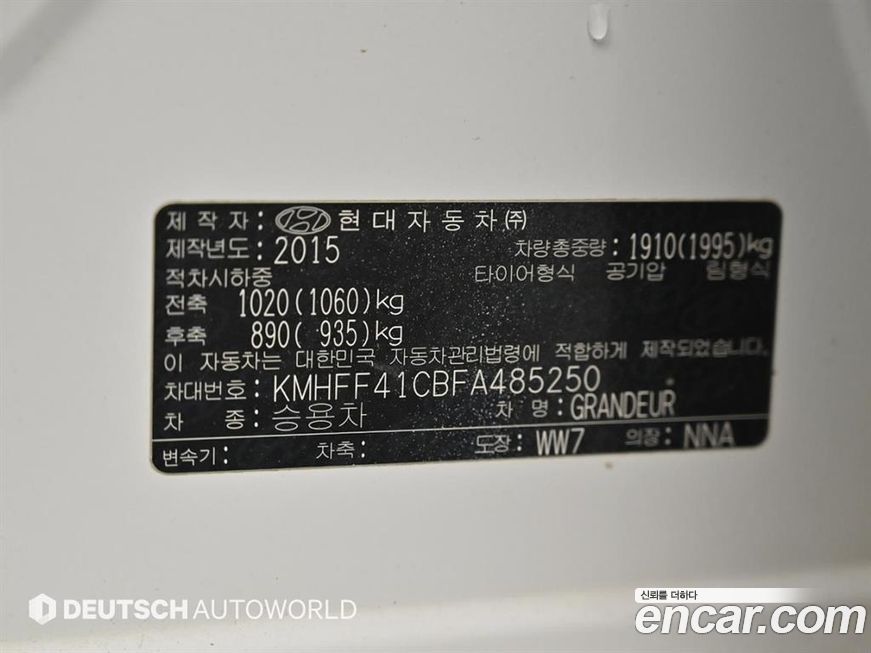 제 작 자 : 현 대 자 동 차 ㈜
제작년도 : 2015 차량총중량 : 1910(1995)kg
적차시하중 타이어형식 공기압 림형식
전축 1020(1060)kg
후축 890( 935)kg
이 자동차는 대한민국 자동차관리법령에 적합하게 제작되었습니다.
차대번호 : KMHFF41CBFA485250
차 종 : 승용차 차 명 : GRANDEUR
변속기 : 차축 : 도장 : WW7 의장 : NNA
DEUTSCH AUTOWORLD
신뢰를 더하다
encar.com